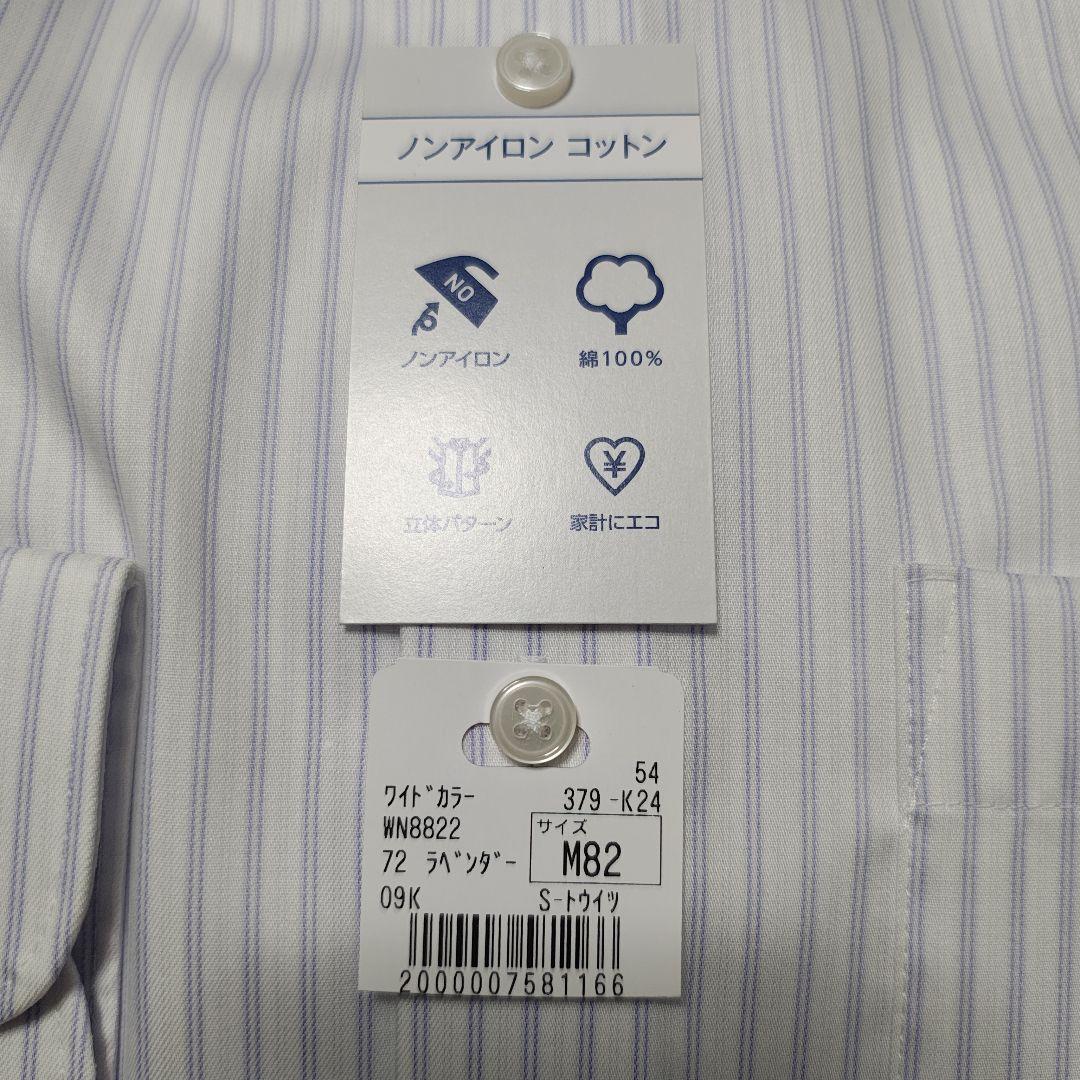 ノンアイロン コットン
NO
ノンアイロン
綿100%
¥
立体パターン
家計にエコ
54
ﾜｲﾄﾞｶﾗｰ 379-K24
WN8822
サイズ
72 ﾗﾍﾞﾝﾀﾞｰ M82
09K S-ﾄｳｲﾂ
2000007581166